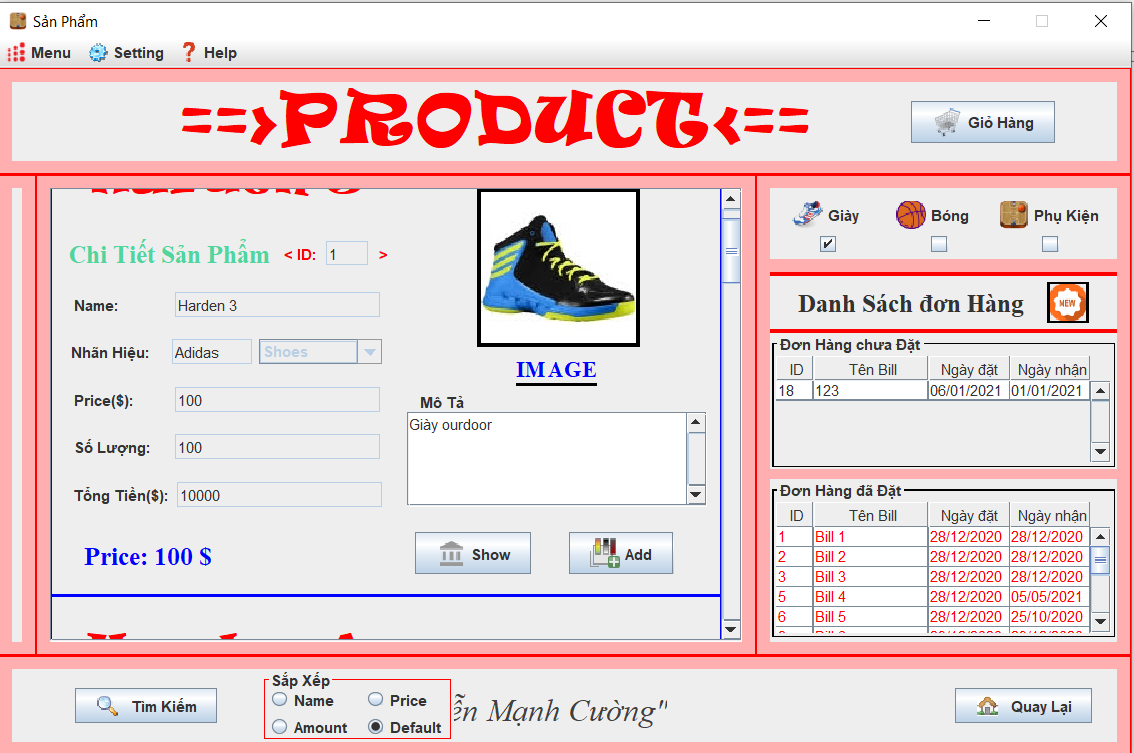 Sản Phẩm
Menu Setting Help
==>PRODUCT<==
Giỏ Hàng
Chi Tiết Sản Phẩm < ID: 1 >
Name: Harden 3
Nhãn Hiệu: Adidas Shoes
Price($): 100
Số Lượng: 100
Tổng Tiền($): 10000
Price: 100 $
IMAGE
Mô Tả
Giày ourdoor
Show Add
Giày Bóng Phụ Kiện
Danh Sách đơn Hàng NEW
Đơn Hàng chưa Đặt
ID Tên Bill Ngày đặt Ngày nhận
18 123 06/01/2021 01/01/2021
Đơn Hàng đã Đặt
ID Tên Bill Ngày đặt Ngày nhận
1 Bill 1 28/12/2020 28/12/2020
2 Bill 2 28/12/2020 28/12/2020
3 Bill 3 28/12/2020 28/12/2020
5 Bill 4 28/12/2020 05/05/2021
6 Bill 5 28/12/2020 25/10/2020
Tìm Kiếm
Sắp Xếp
Name Price
Amount Default
ễn Mạnh Cường"
Quay Lại